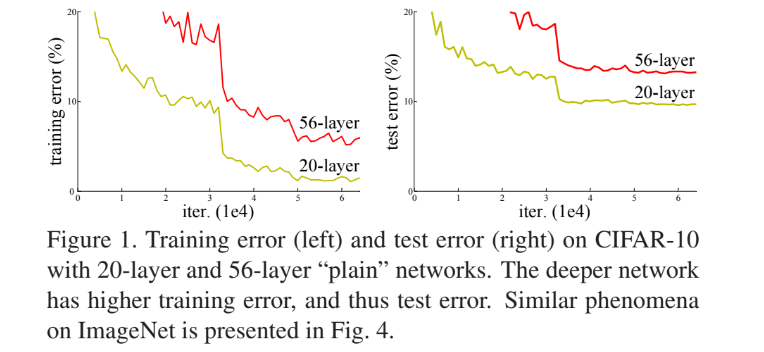 20
10
0
training error (%)
0 1 2 3 4 5 6
iter. (1e4)
56-layer
20-layer
20
10
0
test error (%)
0 1 2 3 4 5 6
iter. (1e4)
56-layer
20-layer
Figure 1. Training error (left) and test error (right) on CIFAR-10
with 20-layer and 56-layer “plain” networks. The deeper network
has higher training error, and thus test error. Similar phenomena
on ImageNet is presented in Fig. 4.